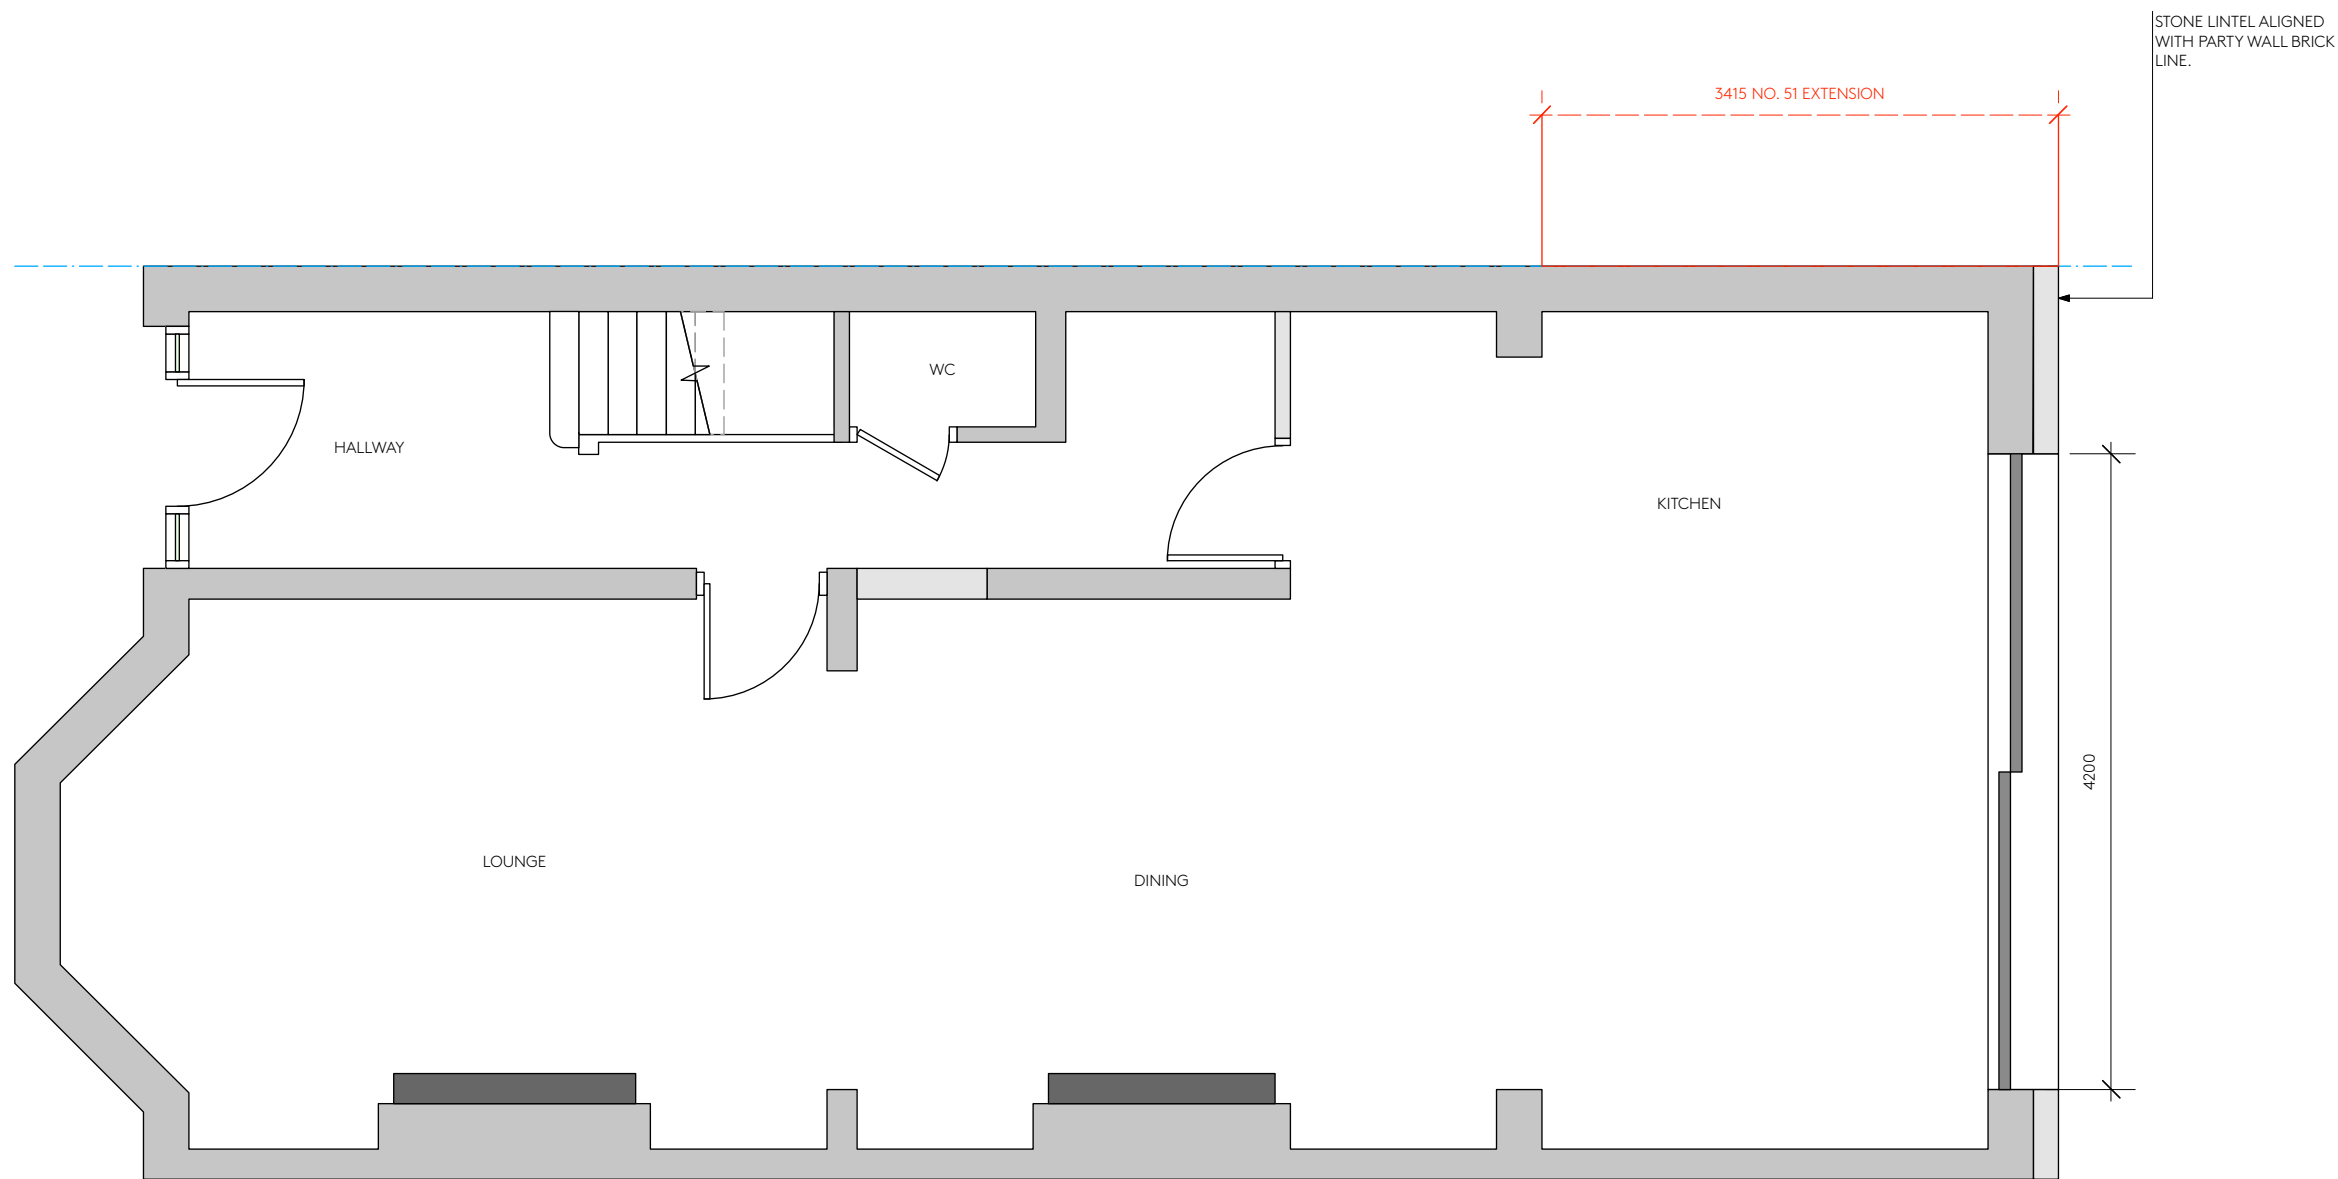 STONE LINTEL ALIGNED
WITH PARTY WALL BRICK
LINE.
3415 NO. 51 EXTENSION
WC
HALLWAY
KITCHEN
4200
LOUNGE
DINING